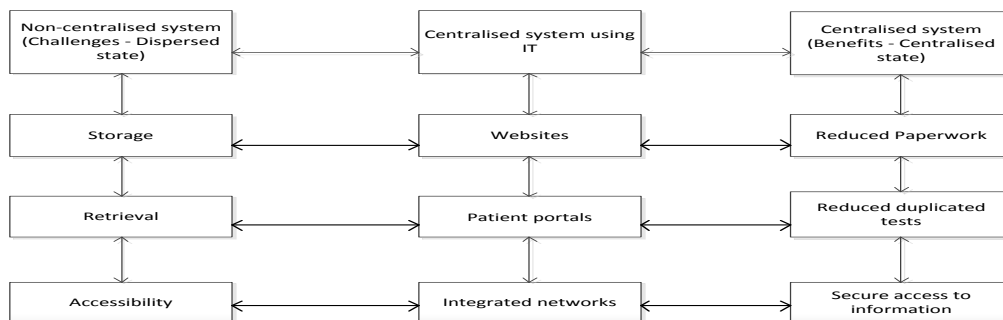 Non-centralised system
(Challenges - Dispersed
state)
Centralised system using
IT
Centralised system
(Benefits - Centralised
state)
Storage
Websites
Reduced Paperwork
Retrieval
Patient portals
Reduced duplicated
tests
Accessibility
Integrated networks
Secure access to
information